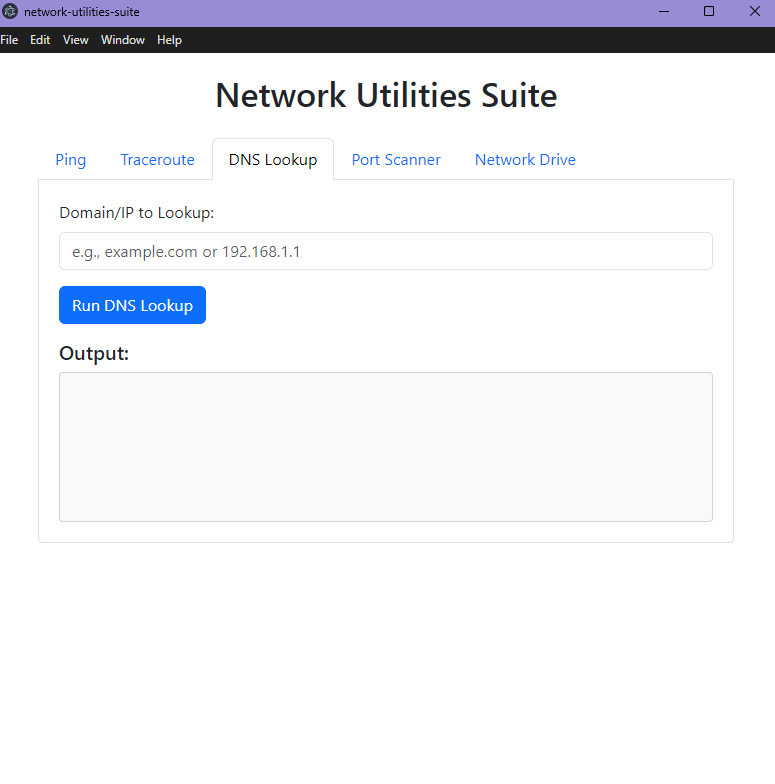 network-utilities-suite
File Edit View Window Help
Network Utilities Suite
Ping Traceroute DNS Lookup Port Scanner Network Drive
Domain/IP to Lookup:
e.g., example.com or 192.168.1.1
Run DNS Lookup
Output: